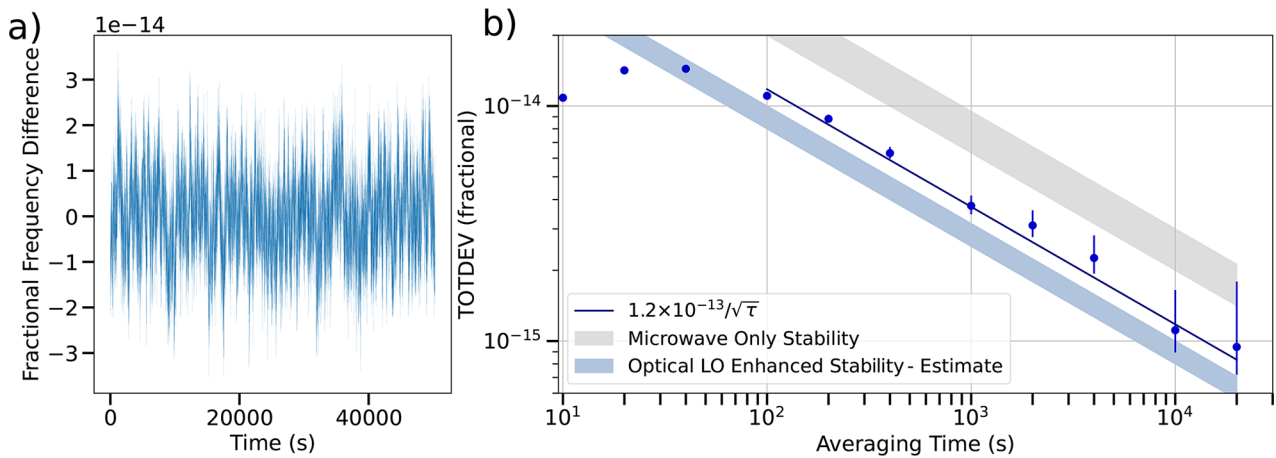 a)
1e−14
Fractional Frequency Difference
3
2
1
0
−1
−2
−3
0
20000
40000
Time (s)
b)
TOTDEV (fractional)
10−14
10−15
1.2×10−13/√τ
Microwave Only Stability
Optical LO Enhanced Stability - Estimate
10¹
10²
10³
10⁴
Averaging Time (s)